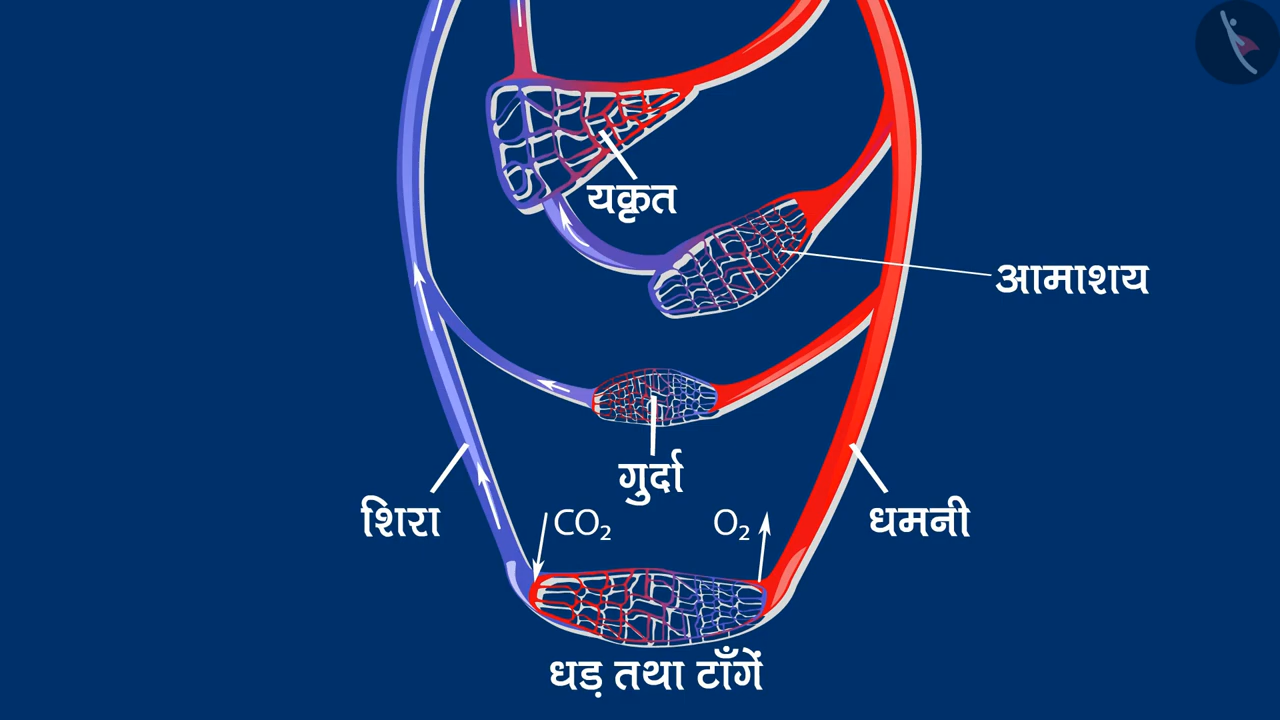 यकृत
आमाशय
गुर्दा
शिरा
CO₂
O₂
धमनी
धड़ तथा टाँगें